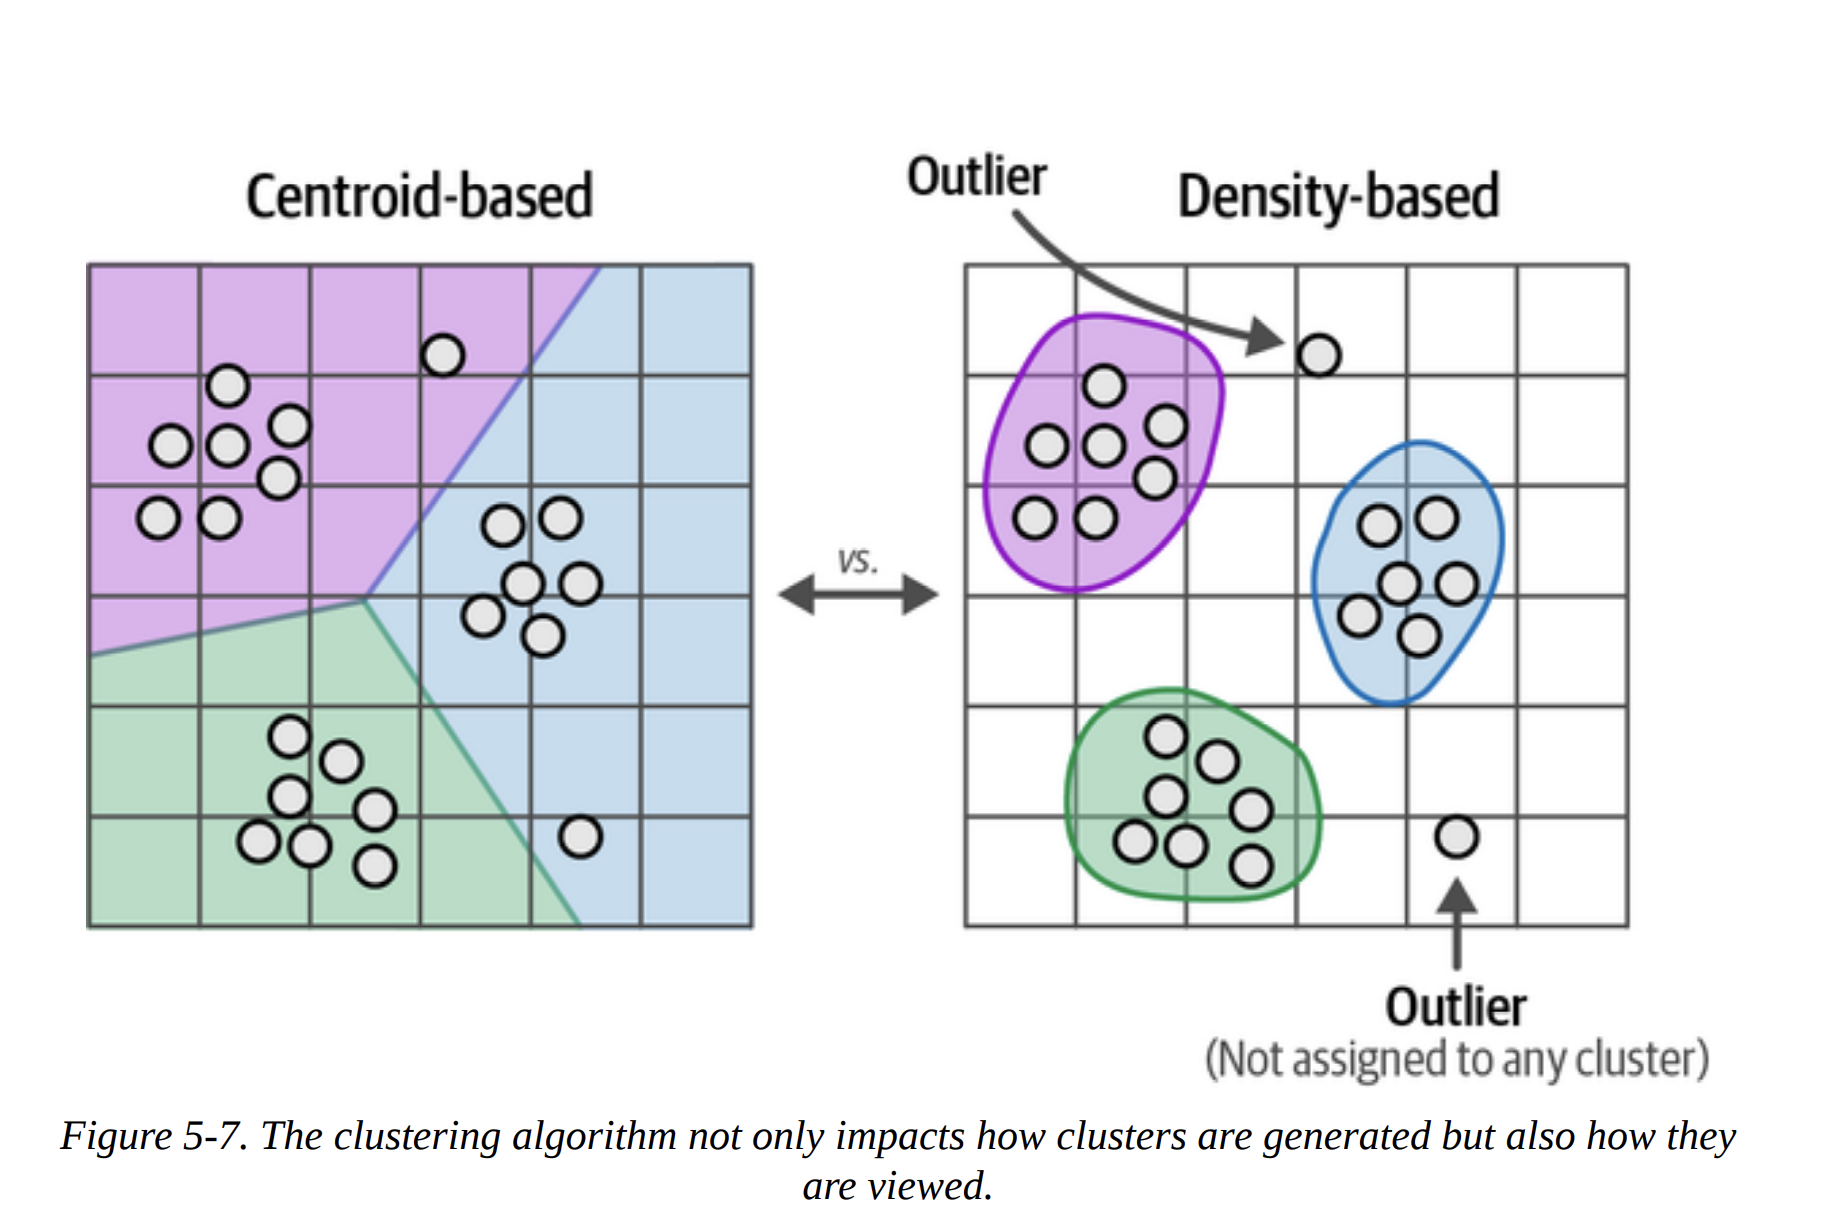 Centroid-based
Outlier
Density-based
vs.
Outlier
(Not assigned to any cluster)
Figure 5-7. The clustering algorithm not only impacts how clusters are generated but also how they
are viewed.